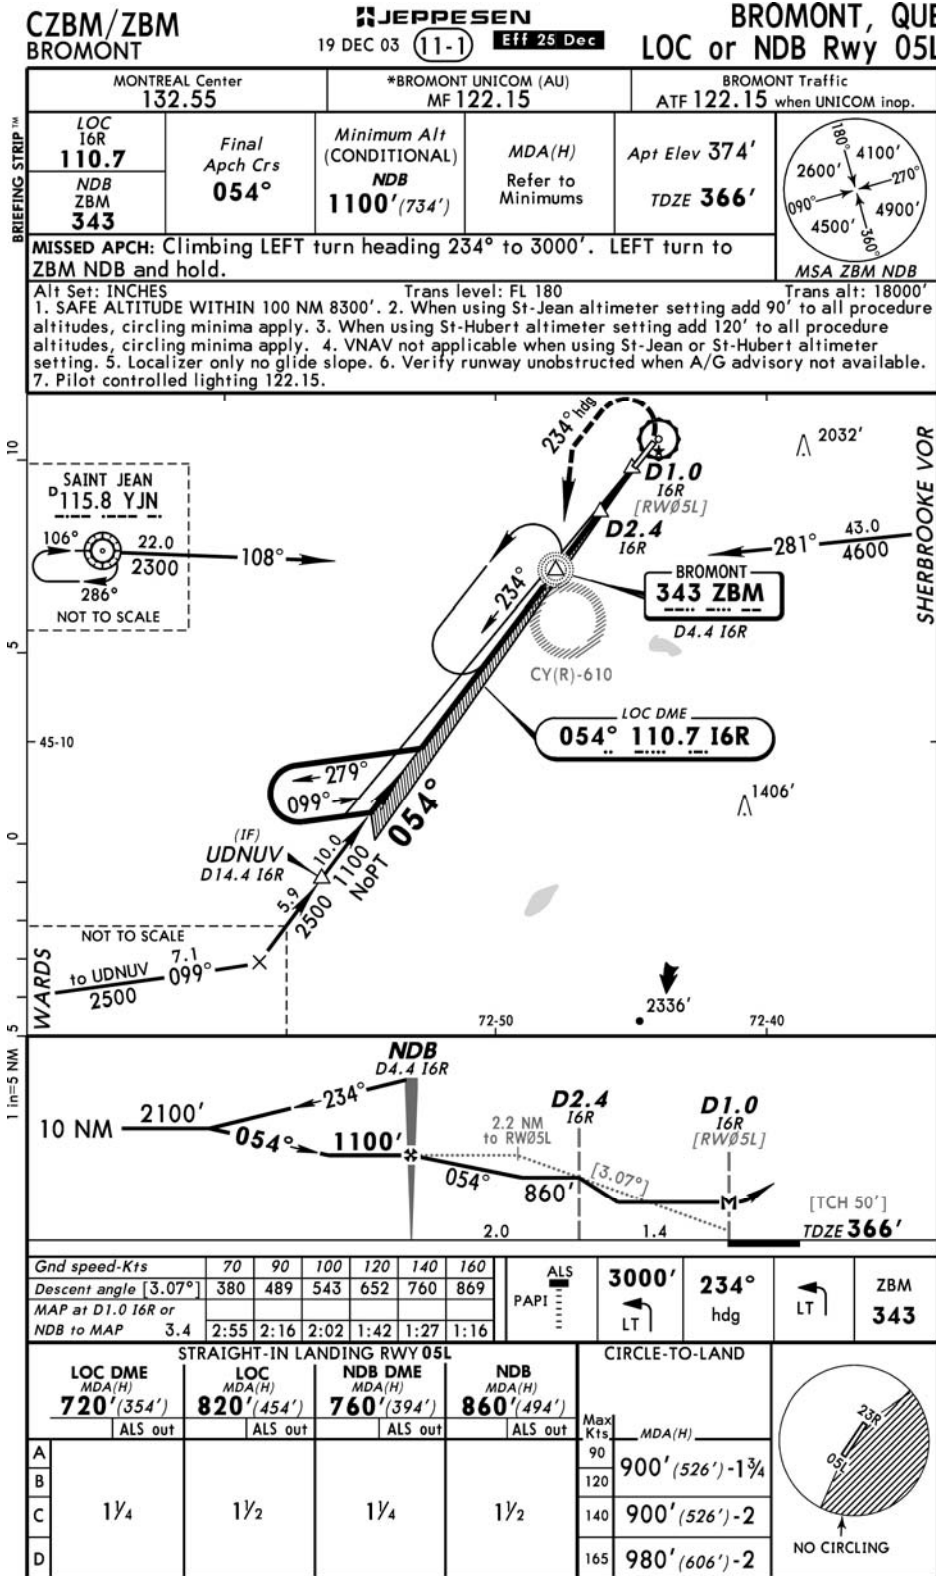 CZBM/ZBM
BROMONT
JEPPESEN
19 DEC 03 (11-1) Eff 25 Dec
BROMONT, QUE
LOC or NDB Rwy 05L
BRIEFING STRIP™
MONTREAL Center
132.55
*BROMONT UNICOM (AU)
MF 122.15
BROMONT Traffic
ATF 122.15 when UNICOM inop.
LOC
I6R
110.7
NDB
ZBM
343
Final
Apch Crs
054°
Minimum Alt
(CONDITIONAL)
NDB
1100'(734')
MDA(H)
Refer to
Minimums
Apt Elev 374'
TDZE 366'
180°
4100'
2600'
270°
090°
4500'
4900'
360°
MSA ZBM NDB
MISSED APCH: Climbing LEFT turn heading 234° to 3000'. LEFT turn to
ZBM NDB and hold.
Alt Set: INCHES Trans level: FL 180 Trans alt: 18000'
1. SAFE ALTITUDE WITHIN 100 NM 8300'. 2. When using St-Jean altimeter setting add 90' to all procedure
altitudes, circling minima apply. 3. When using St-Hubert altimeter setting add 120' to all procedure
altitudes, circling minima apply. 4. VNAV not applicable when using St-Jean or St-Hubert altimeter
setting. 5. Localizer only no glide slope. 6. Verify runway unobstructed when A/G advisory not available.
7. Pilot controlled lighting 122.15.
234° hdg
2032'
D1.0
I6R
[RW05L]
D2.4
I6R
10
SAINT JEAN
D 115.8 YJN
106°
22.0
2300
108°
286°
NOT TO SCALE
281°
43.0
4600
SHERBROOKE VOR
BROMONT
343 ZBM
D4.4 I6R
234°
CY(R)-610
5
LOC DME
054° 110.7 I6R
45-10
279°
099°
054°
1406'
0
(IF)
UDNUV
D14.4 I6R
10.0
1100
NoPT
5.9
2500
NOT TO SCALE
WARDS
to UDNUV
7.1
099°
2500
2336'
5
72-50
72-40
1 in=5 NM
NDB
D4.4 I6R
10 NM
2100'
234°
054°
1100'
2.2 NM
to RW05L
D2.4
I6R
D1.0
I6R
[RW05L]
054°
860'
[3.07°]
M
[TCH 50']
TDZE 366'
2.0
1.4
Gnd speed-Kts 70 90 100 120 140 160
Descent angle [3.07°] 380 489 543 652 760 869
MAP at D1.0 I6R or
NDB to MAP 3.4 2:55 2:16 2:02 1:42 1:27 1:16
ALS
PAPI
3000'
LT
234°
hdg
LT
ZBM
343
STRAIGHT-IN LANDING RWY 05L
CIRCLE-TO-LAND
LOC DME
MDA(H)
720'(354')
LOC
MDA(H)
820'(454')
NDB DME
MDA(H)
760'(394')
NDB
MDA(H)
860'(494')
ALS out ALS out ALS out ALS out
A
B
C
D
1¼ 1½ 1¼ 1½
Max
Kts
MDA(H)
90
120
900'(526')-1¾
140 900'(526')-2
165 980'(606')-2
23R
05L
NO CIRCLING